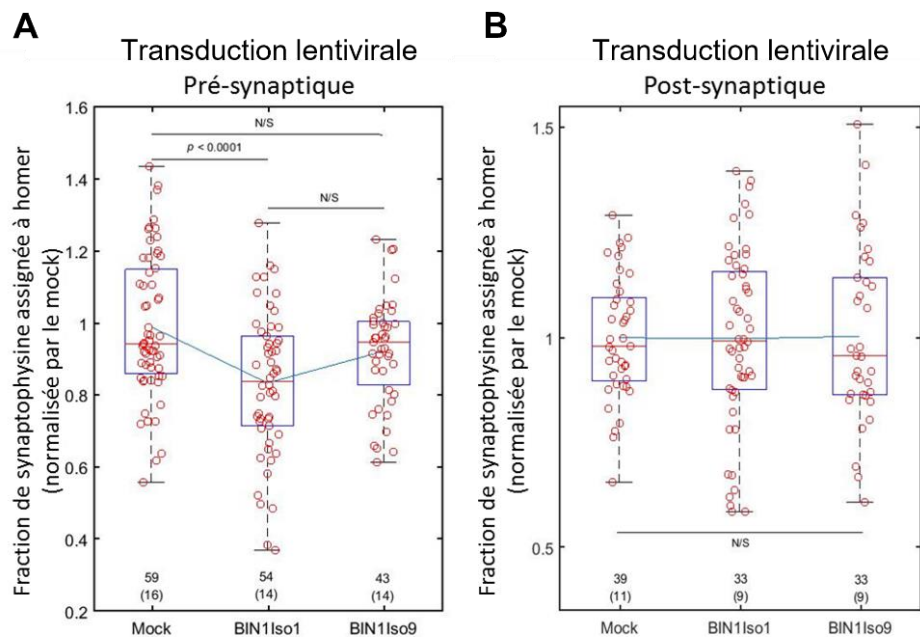 A
Transduction lentivirale
Pré-synaptique
Fraction de synaptophysine assignée à homer
(normalisée par le mock)
1.6
1.4
1.2
1
0.8
0.6
0.4
0.2
N/S
p < 0.0001
N/S
59
(16)
54
(14)
43
(14)
Mock
BIN1Iso1
BIN1Iso9
B
Transduction lentivirale
Post-synaptique
Fraction de synaptophysine assignée à homer
(normalisée par le mock)
1.5
1
0.5
N/S
39
(11)
33
(9)
33
(9)
Mock
BIN1Iso1
BIN1Iso9